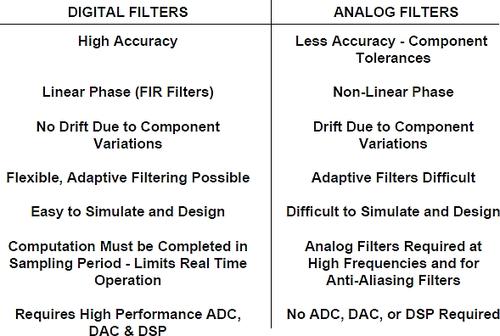 DIGITAL FILTERS
ANALOG FILTERS
High Accuracy
Less Accuracy - Component
Tolerances
Linear Phase (FIR Filters)
Non-Linear Phase
No Drift Due to Component
Variations
Drift Due to Component
Variations
Flexible, Adaptive Filtering Possible
Adaptive Filters Difficult
Easy to Simulate and Design
Difficult to Simulate and Design
Computation Must be Completed in
Sampling Period - Limits Real Time
Operation
Analog Filters Required at
High Frequencies and for
Anti-Aliasing Filters
Requires High Performance ADC,
DAC & DSP
No ADC, DAC, or DSP Required